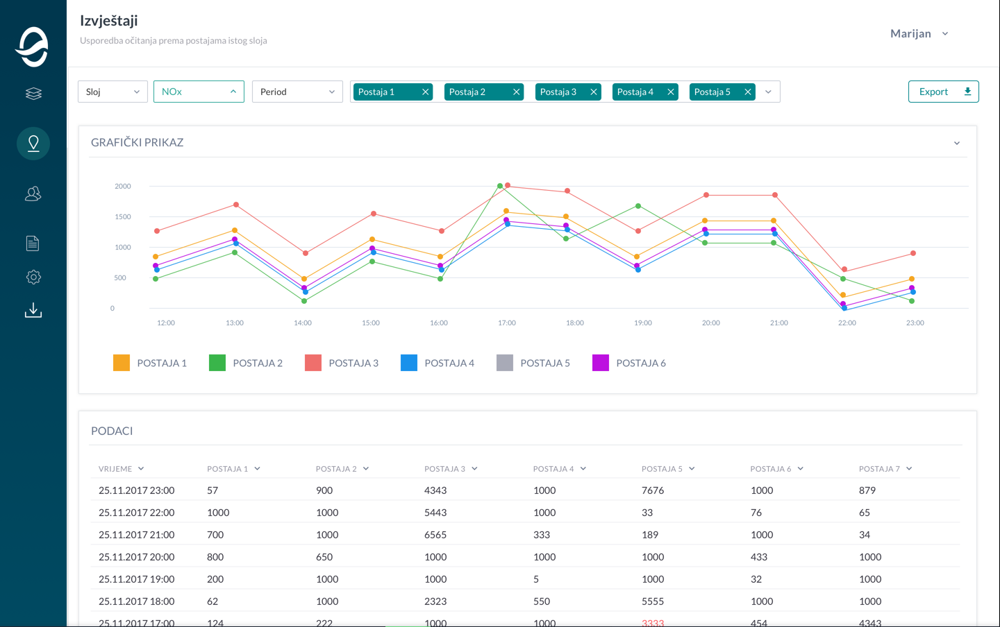 Izvještaji
Usporedba očitanja prema postajama istog sloja
Marijan
Sloj NOx Period Postaja 1 Postaja 2 Postaja 3 Postaja 4 Postaja 5 Export
GRAFIČKI PRIKAZ
2000
1500
1000
500
0
12:00 13:00 14:00 15:00 16:00 17:00 18:00 19:00 20:00 21:00 22:00 23:00
POSTAJA 1 POSTAJA 2 POSTAJA 3 POSTAJA 4 POSTAJA 5 POSTAJA 6
PODACI
VRIJEME POSTAJA 1 POSTAJA 2 POSTAJA 3 POSTAJA 4 POSTAJA 5 POSTAJA 6 POSTAJA 7
25.11.2017 23:00 57 900 4343 1000 7676 1000 879
25.11.2017 22:00 1000 1000 5443 1000 33 76 65
25.11.2017 21:00 700 1000 6565 333 189 1000 34
25.11.2017 20:00 800 650 1000 1000 1000 433 1000
25.11.2017 19:00 200 1000 1000 5 1000 32 1000
25.11.2017 18:00 62 1000 2323 550 5555 1000 1000
25.11.2017 17:00 124 222 1000 1000 3333 454 4343